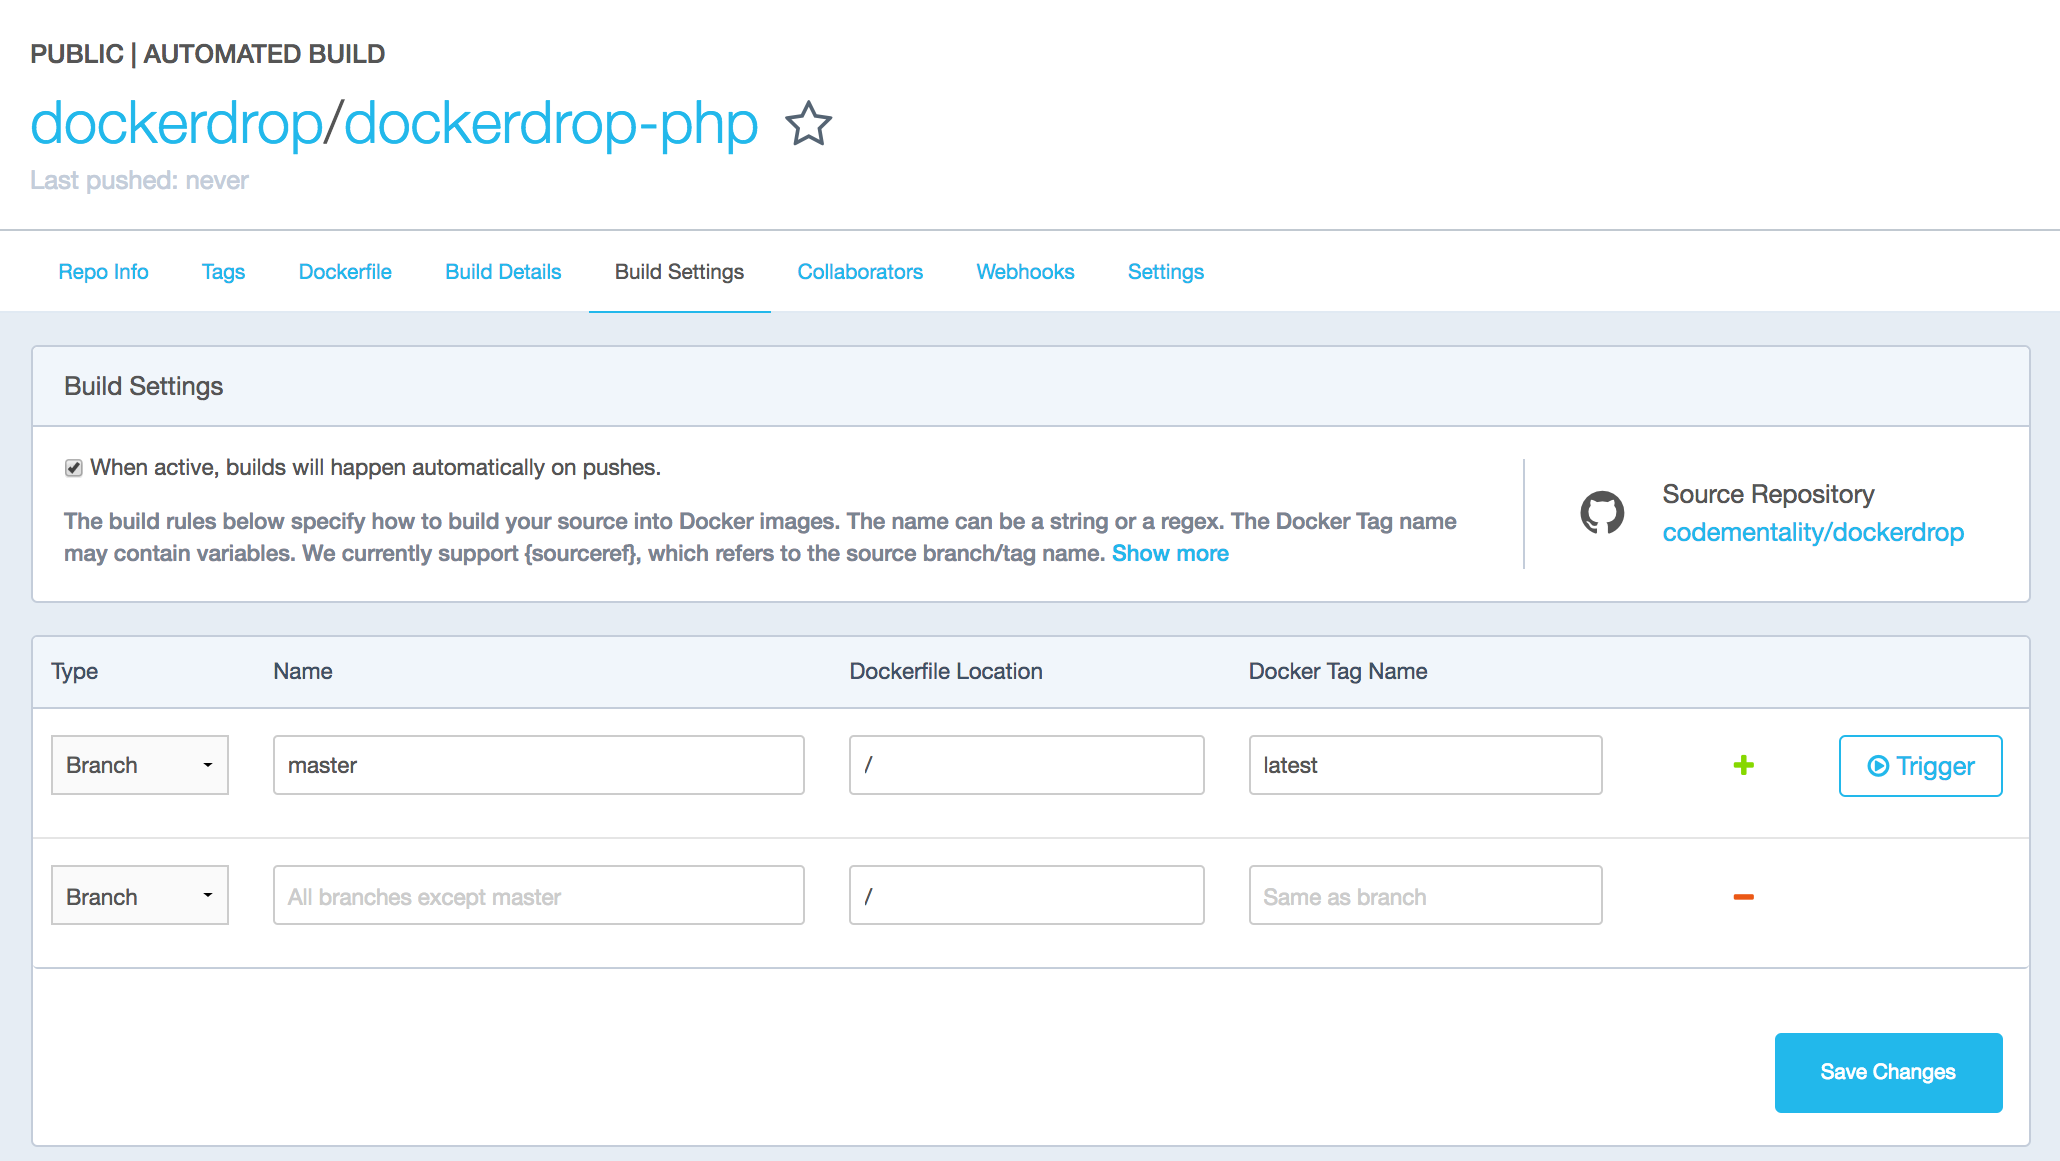 PUBLIC | AUTOMATED BUILD
dockerdrop/dockerdrop-php
Last pushed: never
Repo Info Tags Dockerfile Build Details Build Settings Collaborators Webhooks Settings
Build Settings
When active, builds will happen automatically on pushes.
The build rules below specify how to build your source into Docker images. The name can be a string or a regex. The Docker Tag name
may contain variables. We currently support {sourceref}, which refers to the source branch/tag name. Show more
Source Repository
codementality/dockerdrop
Type Name Dockerfile Location Docker Tag Name
Branch master / latest Trigger
Branch All branches except master / Same as branch
Save Changes